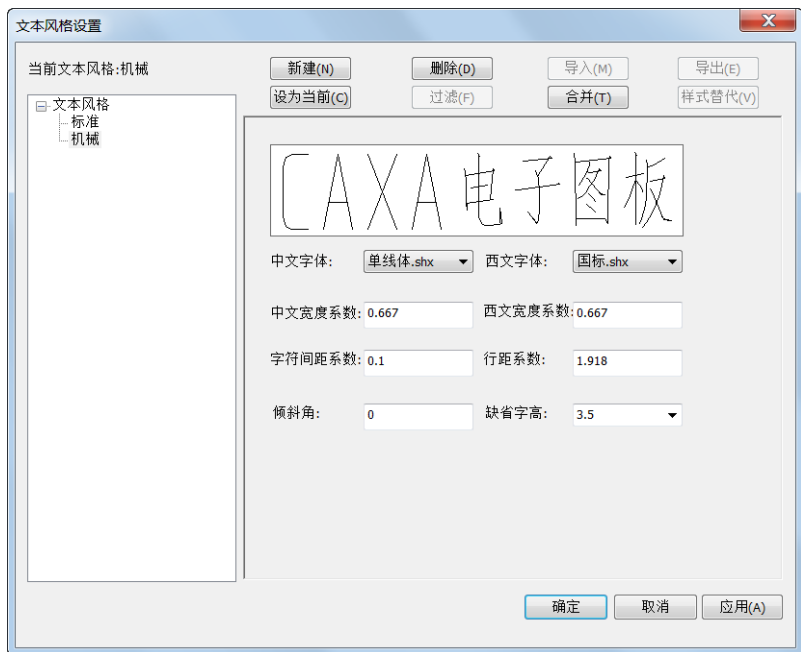 文本风格设置
当前文本风格:机械
新建(N) 删除(D) 导入(M) 导出(E)
设为当前(C) 过滤(F) 合并(T) 样式替代(V)
文本风格
标准
机械
CAXA电子图板
中文字体: 单线体.shx 西文字体: 国标.shx
中文宽度系数: 0.667 西文宽度系数: 0.667
字符间距系数: 0.1 行距系数: 1.918
倾斜角: 0 缺省字高: 3.5
确定 取消 应用(A)